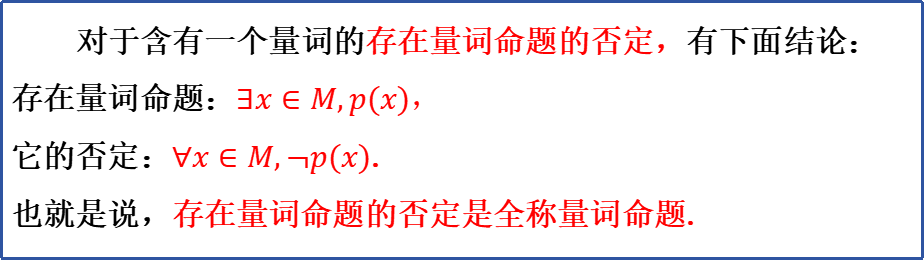 对于含有一个量词的存在量词命题的否定，有下面结论：
存在量词命题：∃x ∈ M, p(x)，
它的否定：∀x ∈ M, ¬p(x).
也就是说，存在量词命题的否定是全称量词命题.